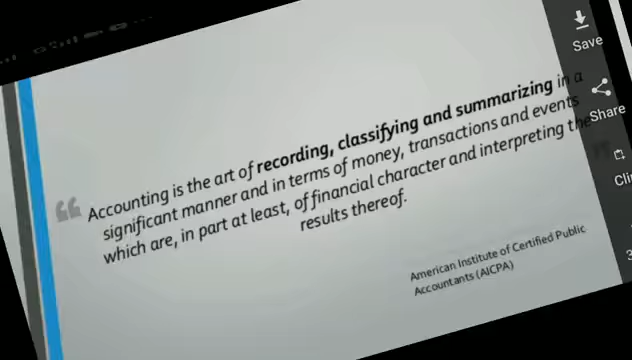 Save
“ Accounting is the art of recording, classifying and summarizing in a
significant manner and in terms of money, transactions and events
which are, in part at least, of financial character and interpreting the
results thereof.
Share
American Institute of Certified Public
Accountants (AICPA)